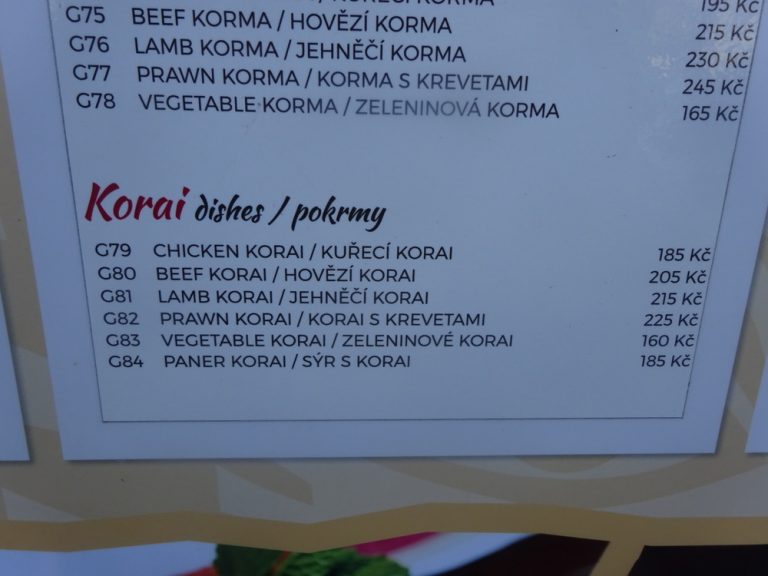 KORMA 195 Kč
G75 BEEF KORMA / HOVĚZÍ KORMA 215 Kč
G76 LAMB KORMA / JEHNĚČÍ KORMA 230 Kč
G77 PRAWN KORMA / KORMA S KREVETAMI 245 Kč
G78 VEGETABLE KORMA / ZELENINOVÁ KORMA 165 Kč
Korai dishes / pokrmy
G79 CHICKEN KORAI / KUŘECÍ KORAI 185 Kč
G80 BEEF KORAI / HOVĚZÍ KORAI 205 Kč
G81 LAMB KORAI / JEHNĚČÍ KORAI 215 Kč
G82 PRAWN KORAI / KORAI S KREVETAMI 225 Kč
G83 VEGETABLE KORAI / ZELENINOVÉ KORAI 160 Kč
G84 PANER KORAI / SÝR S KORAI 185 Kč